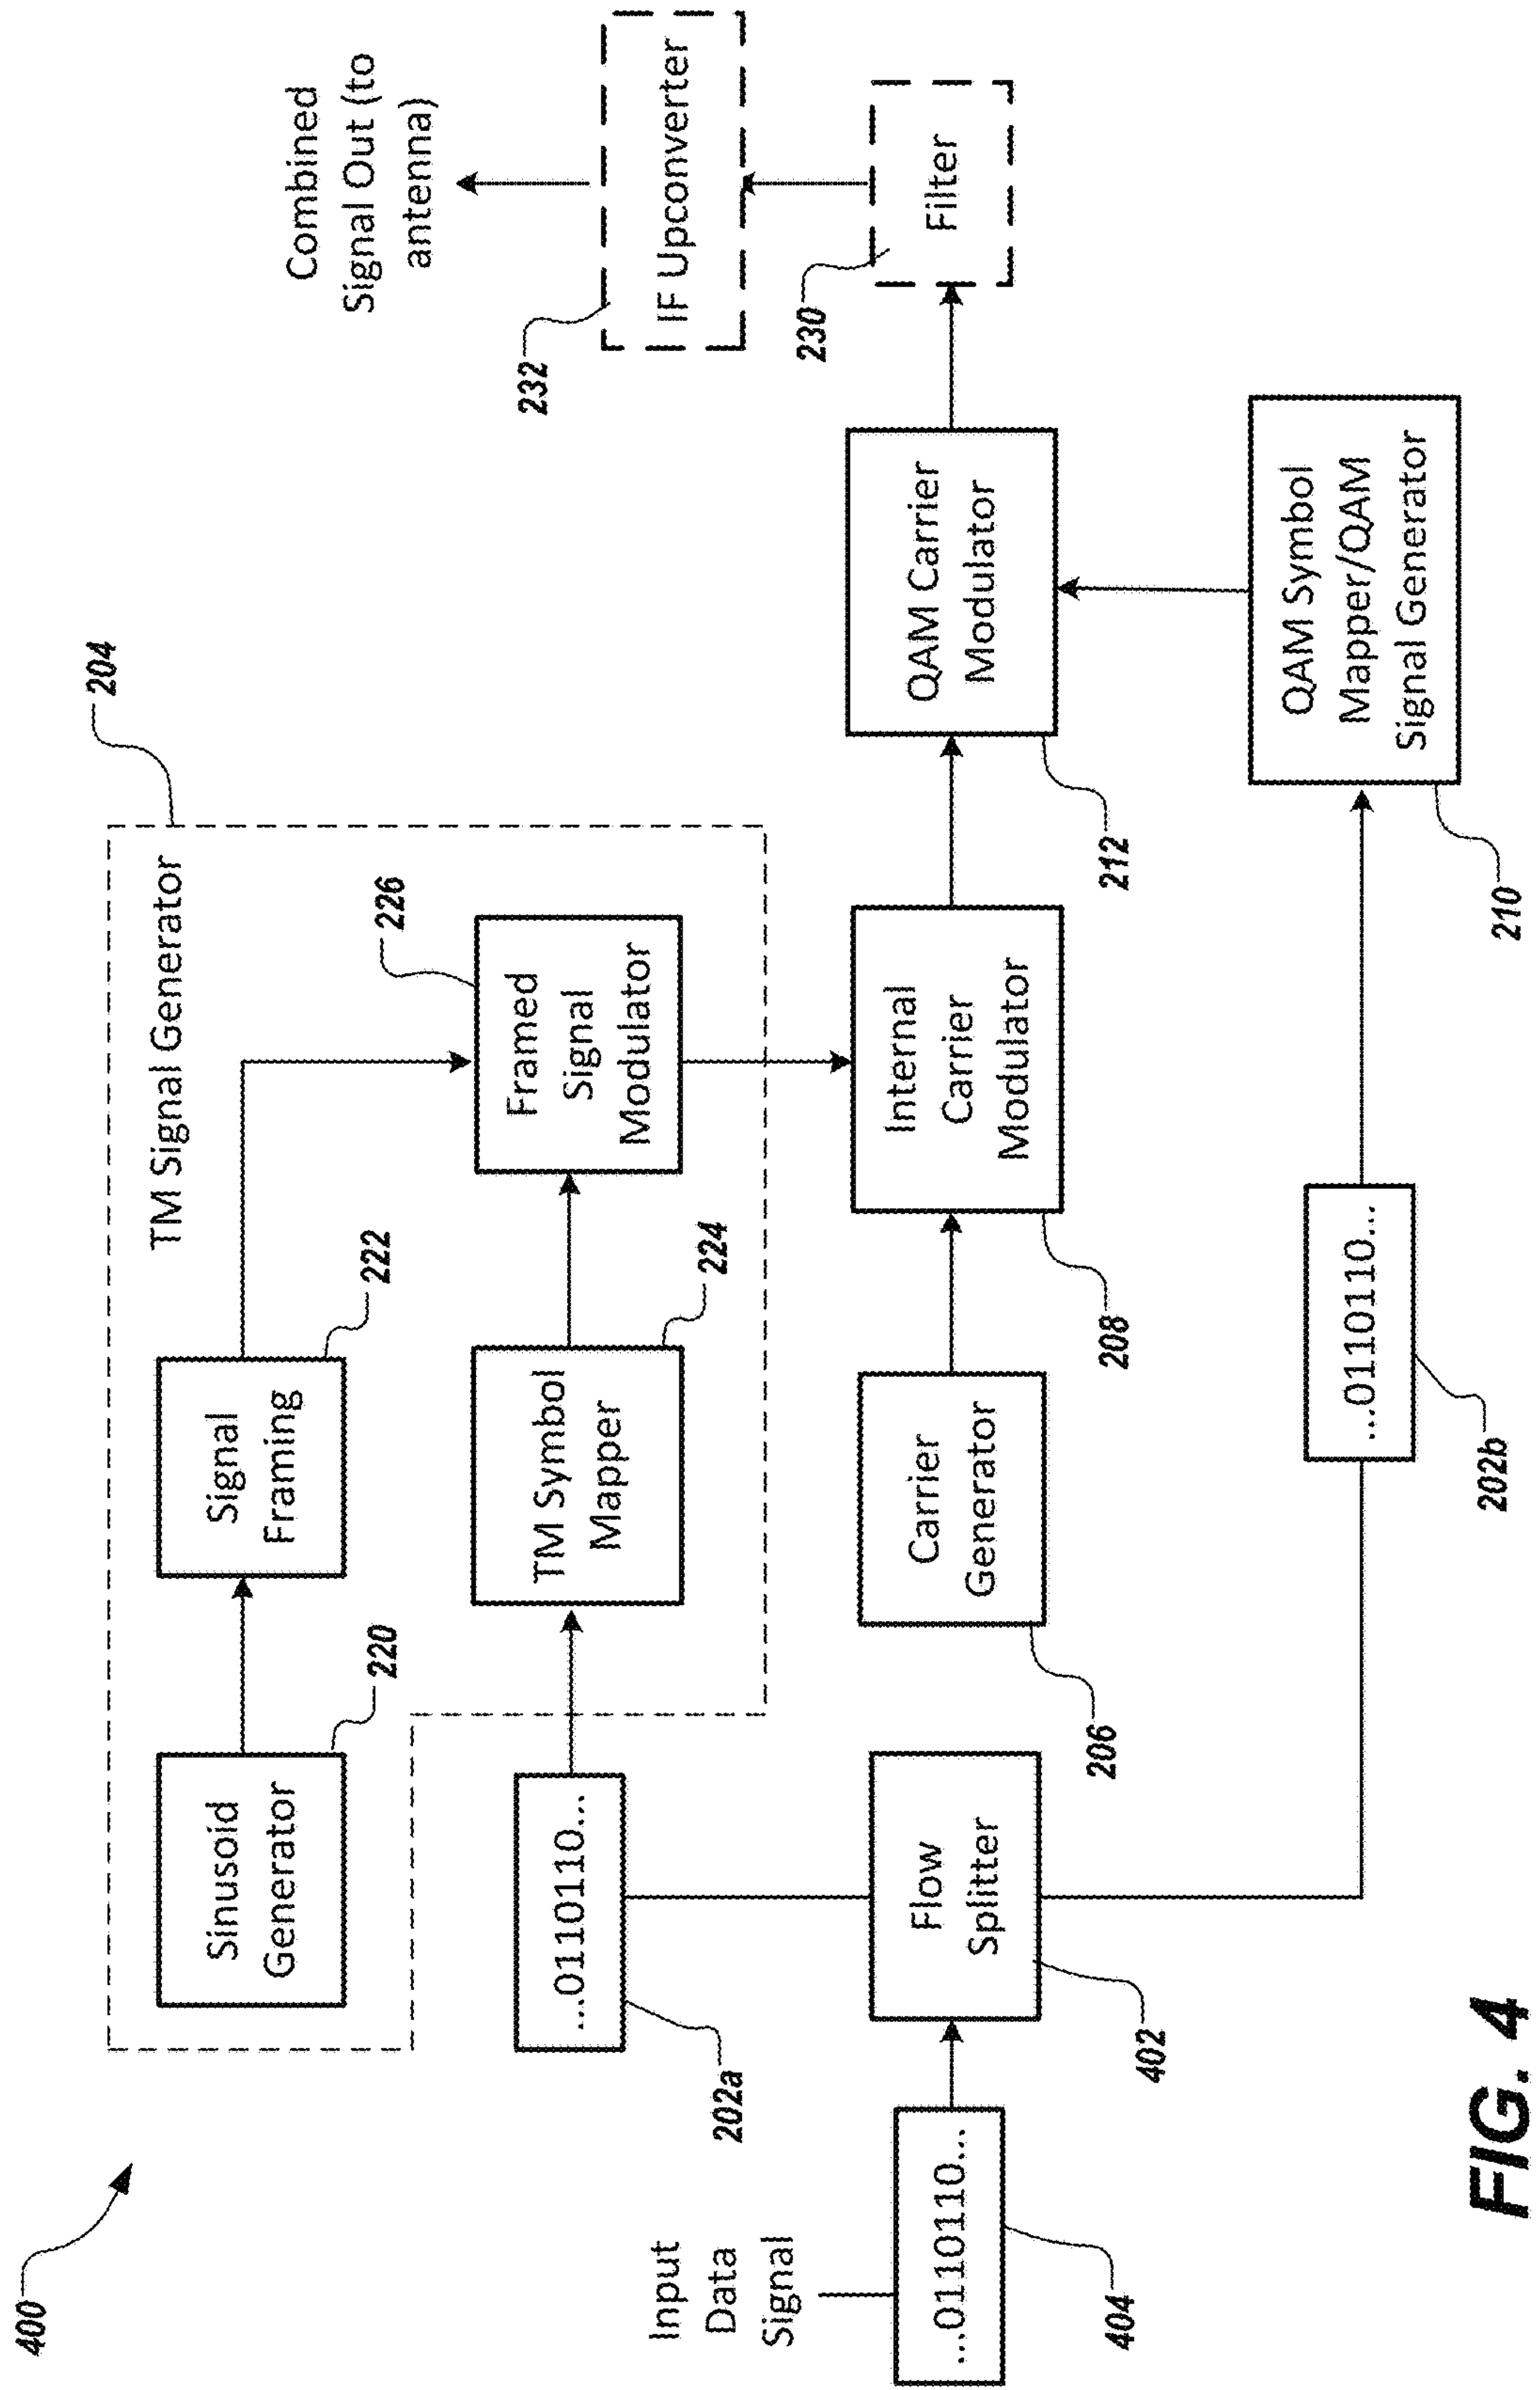 400
TM Signal Generator
204
Sinusoid
Generator
220
Signal
Framing
222
...0110110...
202a
TM Symbol
Mapper
224
Framed
Signal
Modulator
226
Input
Data
Signal
...0110110...
404
Flow
Splitter
402
Carrier
Generator
206
Internal
Carrier
Modulator
208
QAM Carrier
Modulator
212
Filter
230
IF Upconverter
232
Combined
Signal Out (to
antenna)
...0110110...
202b
QAM Symbol
Mapper/QAM
Signal Generator
210
FIG. 4